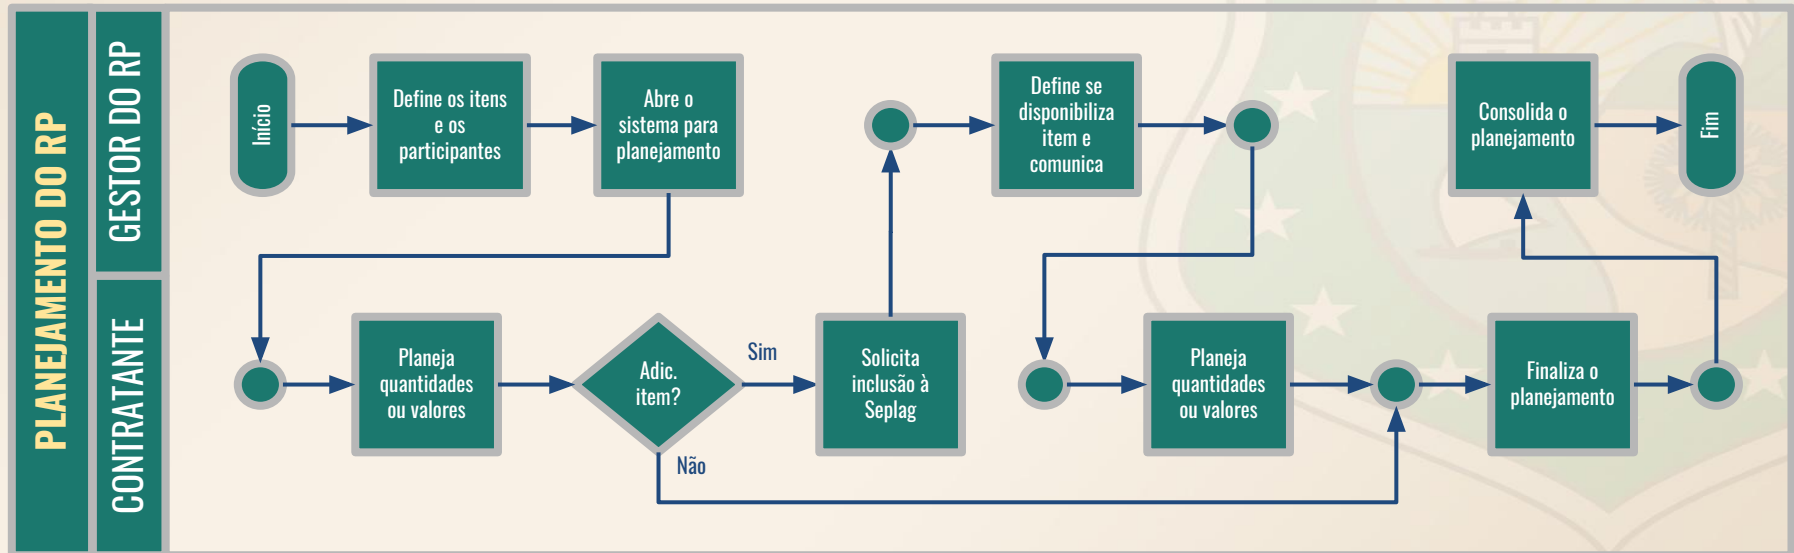 PLANEJAMENTO DO RP
GESTOR DO RP
Início
Define os itens
e os
participantes
Abre o
sistema para
planejamento
Define se
disponibiliza
item e
comunica
Consolida o
planejamento
Fim
CONTRATANTE
Planeja
quantidades
ou valores
Adic.
item?
Sim
Não
Solicita
inclusão à
Seplag
Planeja
quantidades
ou valores
Finaliza o
planejamento